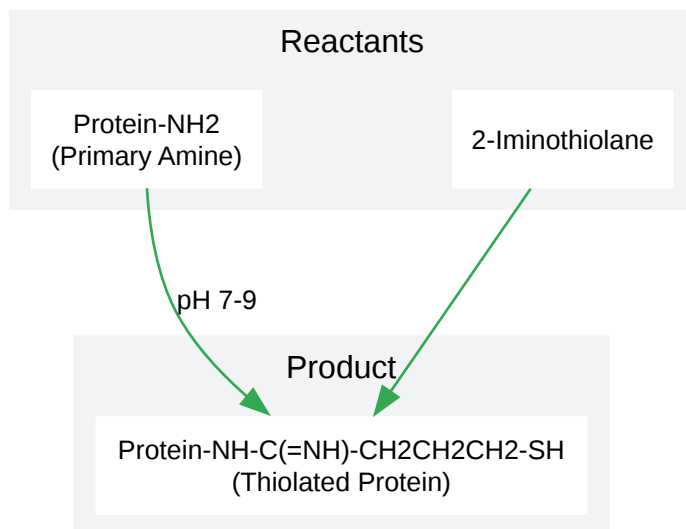 Reactants
Protein-NH2
(Primary Amine)
2-Iminothiolane
pH 7-9
Product
Protein-NH-C(=NH)-CH2CH2CH2-SH
(Thiolated Protein)